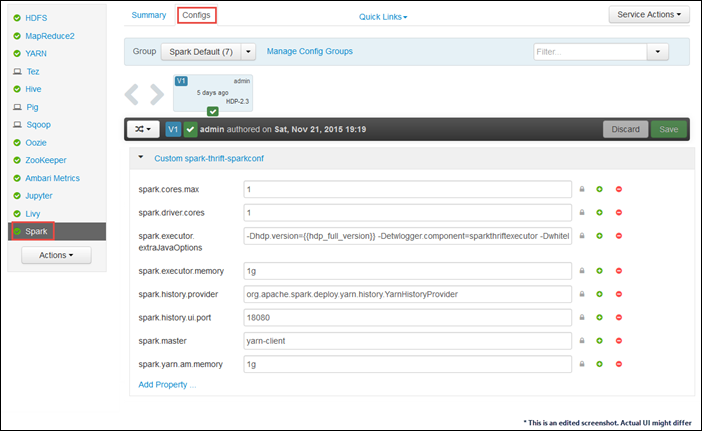 HDFS
MapReduce2
YARN
Tez
Hive
Pig
Sqoop
Oozie
ZooKeeper
Ambari Metrics
Jupyter
Livy
Spark
Actions
Summary Configs Quick Links Service Actions
Group Spark Default (7) Manage Config Groups Filter...
V1 admin
5 days ago
HDP-2.3
V1 admin authored on Sat, Nov 21, 2015 19:19 Discard Save
Custom spark-thrift-sparkconf
spark.cores.max 1
spark.driver.cores 1
spark.executor. -Dhdp.version={{hdp_full_version}} -Detwlogger.component=sparkthriftexecutor -Dwhitel
extraJavaOptions
spark.executor.memory 1g
spark.history.provider org.apache.spark.deploy.yarn.history.YarnHistoryProvider
spark.history.ui.port 18080
spark.master yarn-client
spark.yarn.am.memory 1g
Add Property ...
* This is an edited screenshot. Actual UI might differ